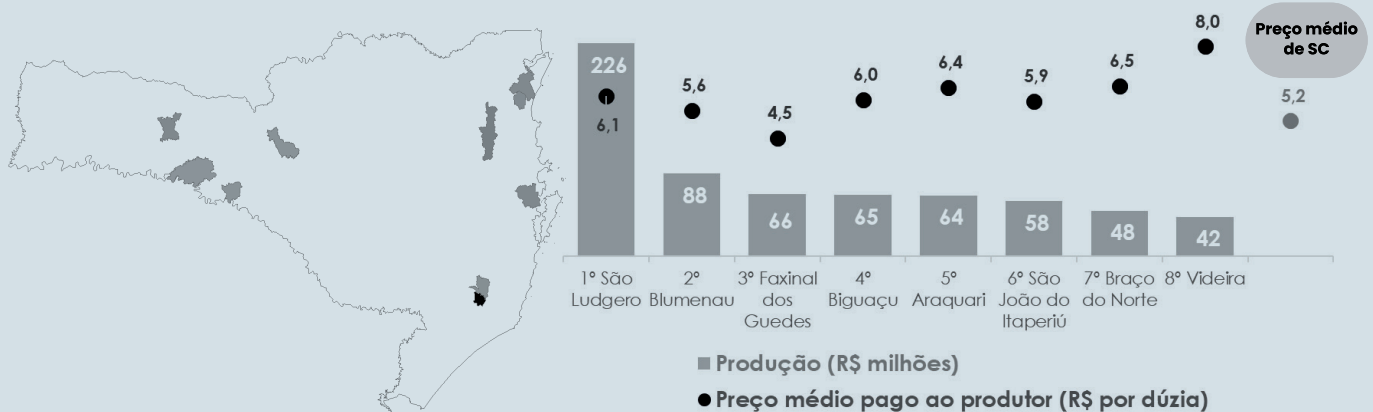 8,0
Preço médio
de SC
226
6,1
5,6
4,5
6,0
6,4
5,9
6,5
5,2
88
66
65
64
58
48
42
1º São
Ludgero
2º
Blumenau
3º Faxinal
dos
Guedes
4º
Biguaçu
5º
Araquari
6º São
João do
Itaperiú
7º Braço
do Norte
8º Videira
Produção (R$ milhões)
Preço médio pago ao produtor (R$ por dúzia)